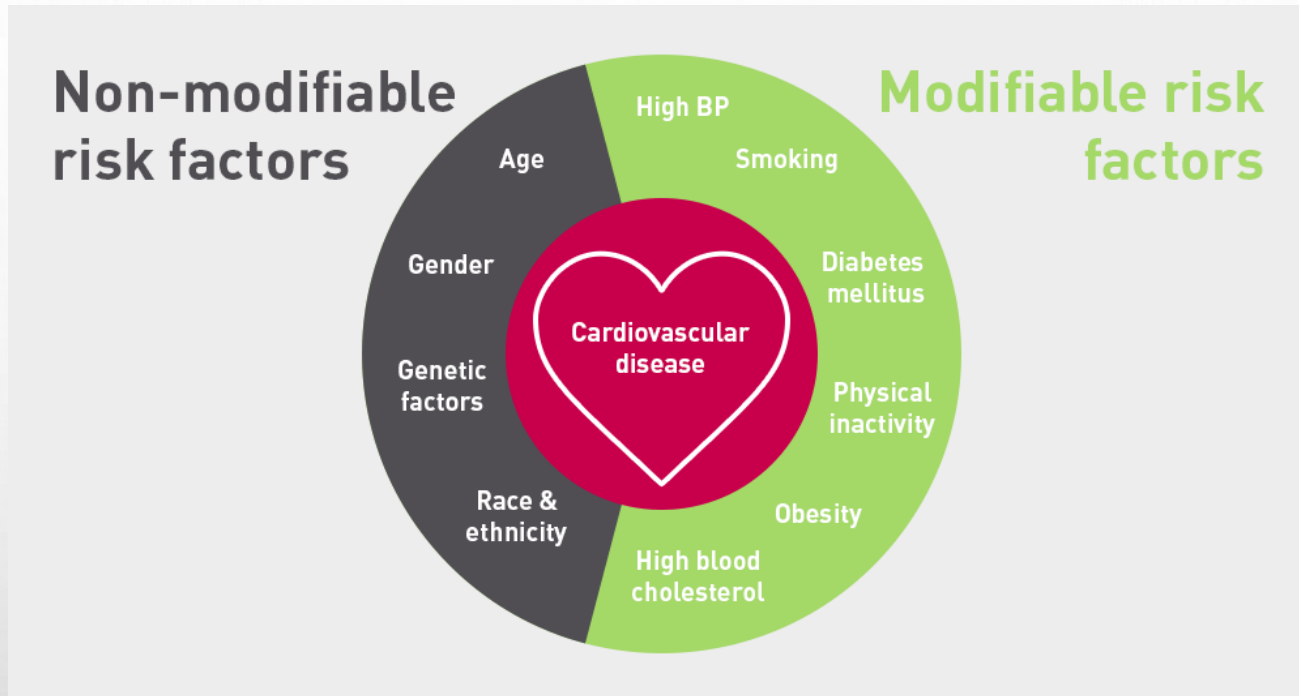 Non-modifiable
risk factors
Modifiable risk
factors
Age
Gender
Genetic
factors
Race &
ethnicity
High BP
Smoking
Diabetes
mellitus
Physical
inactivity
Obesity
High blood
cholesterol
Cardiovascular
disease